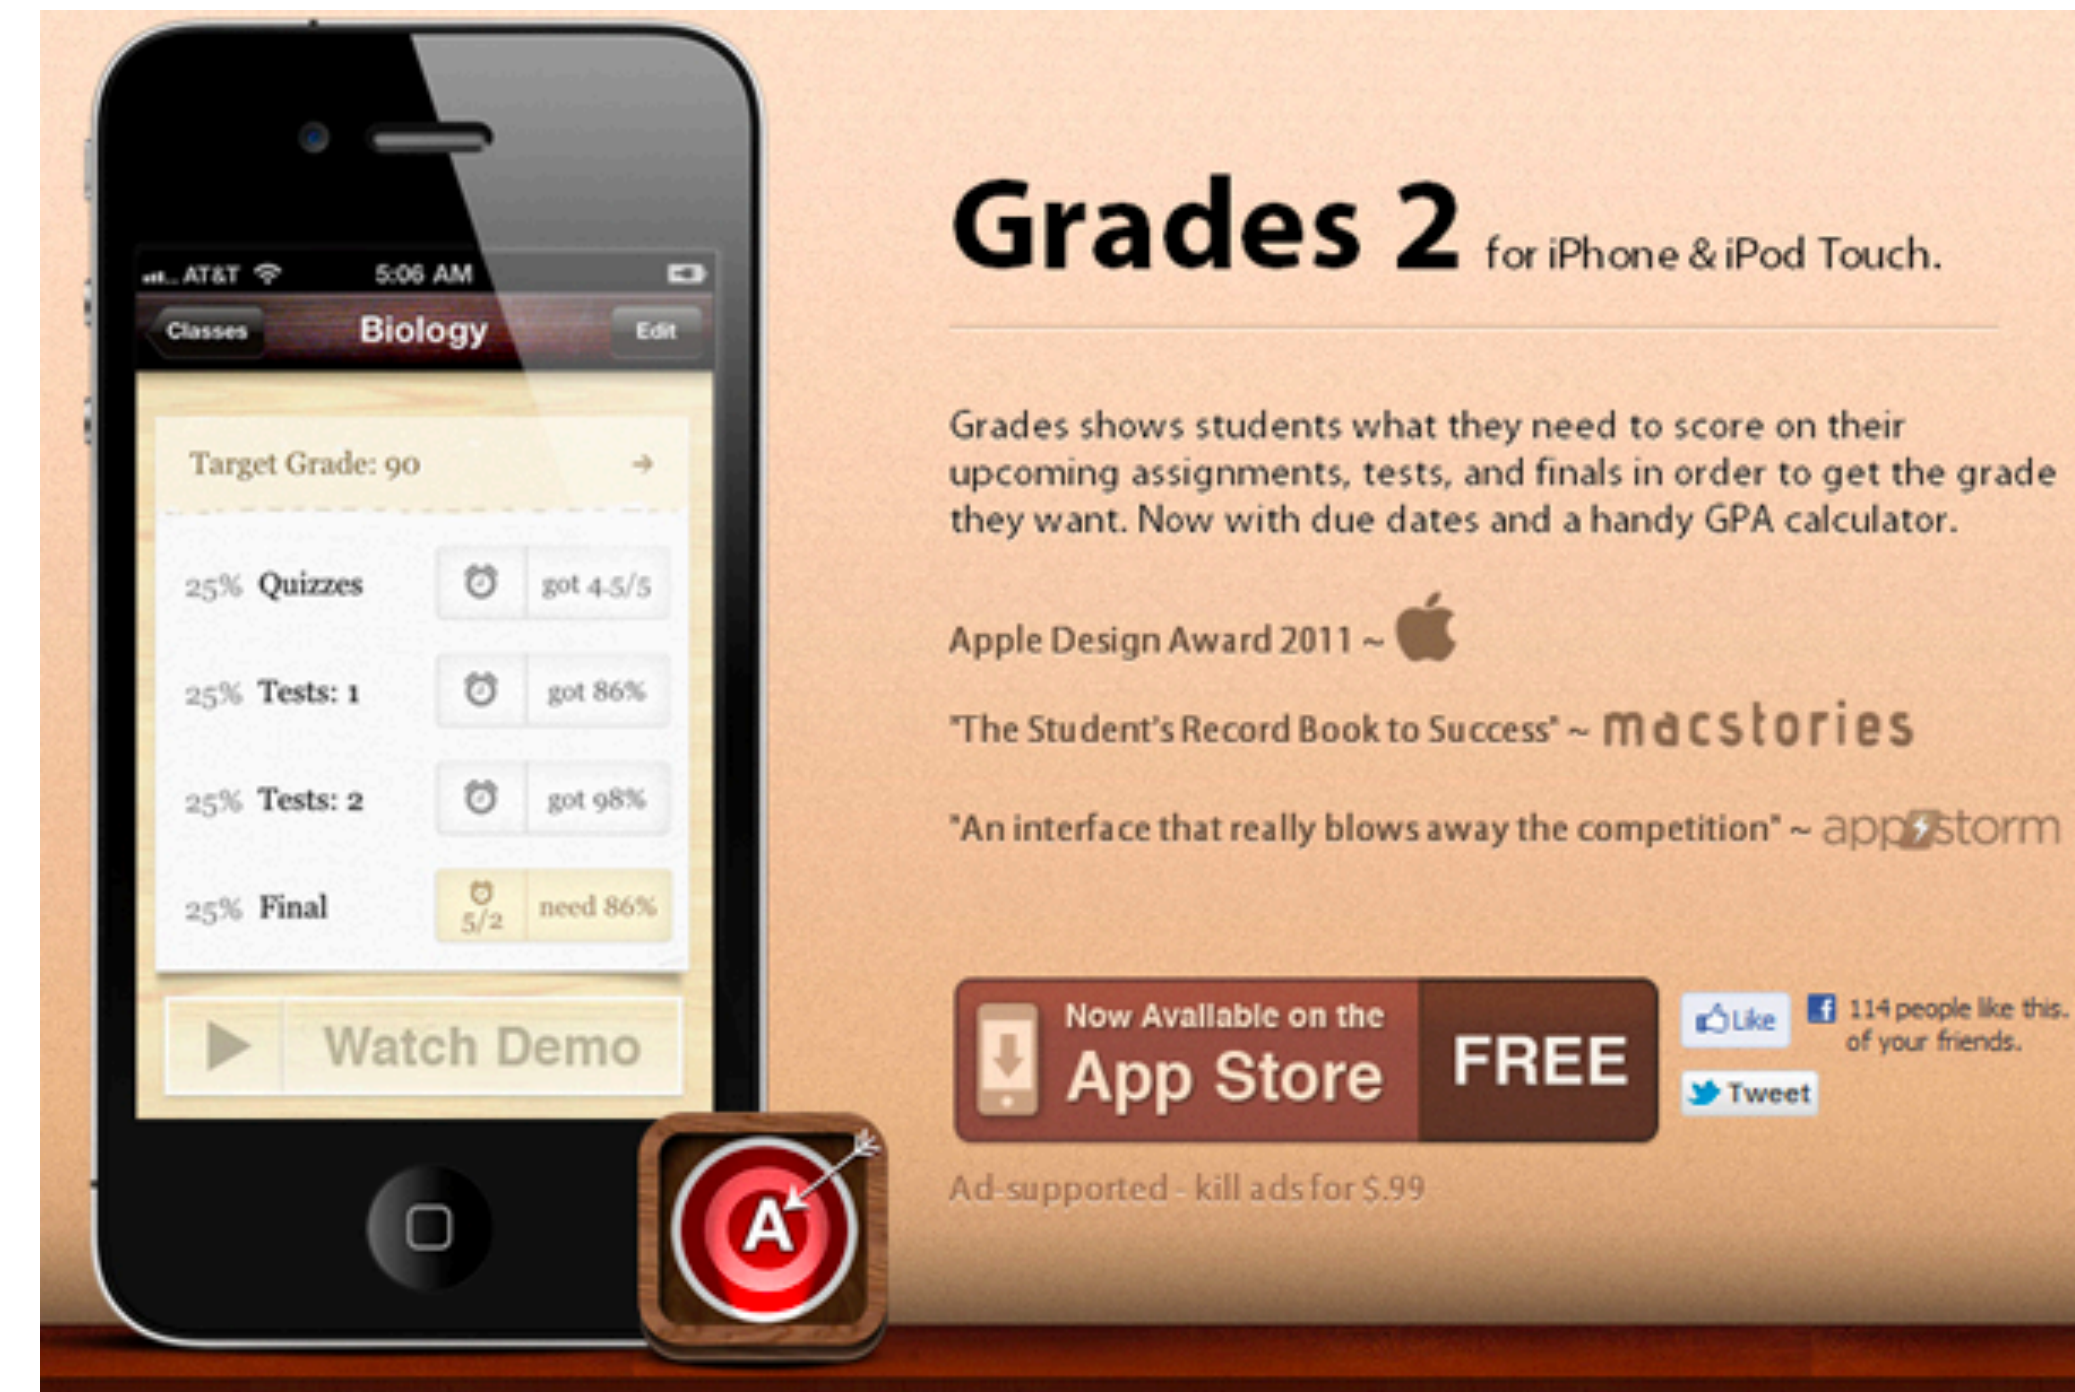 AT&T 5:06 AM
Classes Biology Edit
Target Grade: 90 →
25% Quizzes got 4.5/5
25% Tests: 1 got 86%
25% Tests: 2 got 98%
25% Final 5/2 need 86%
Watch Demo
A
Grades 2 for iPhone & iPod Touch.
Grades shows students what they need to score on their
upcoming assignments, tests, and finals in order to get the grade
they want. Now with due dates and a handy GPA calculator.
Apple Design Award 2011 ~
"The Student's Record Book to Success" ~ macstories
"An interface that really blows away the competition" ~ appstorm
Now Available on the
App Store FREE
Like f 114 people like this.
of your friends.
Tweet
Ad-supported - kill ads for $.99